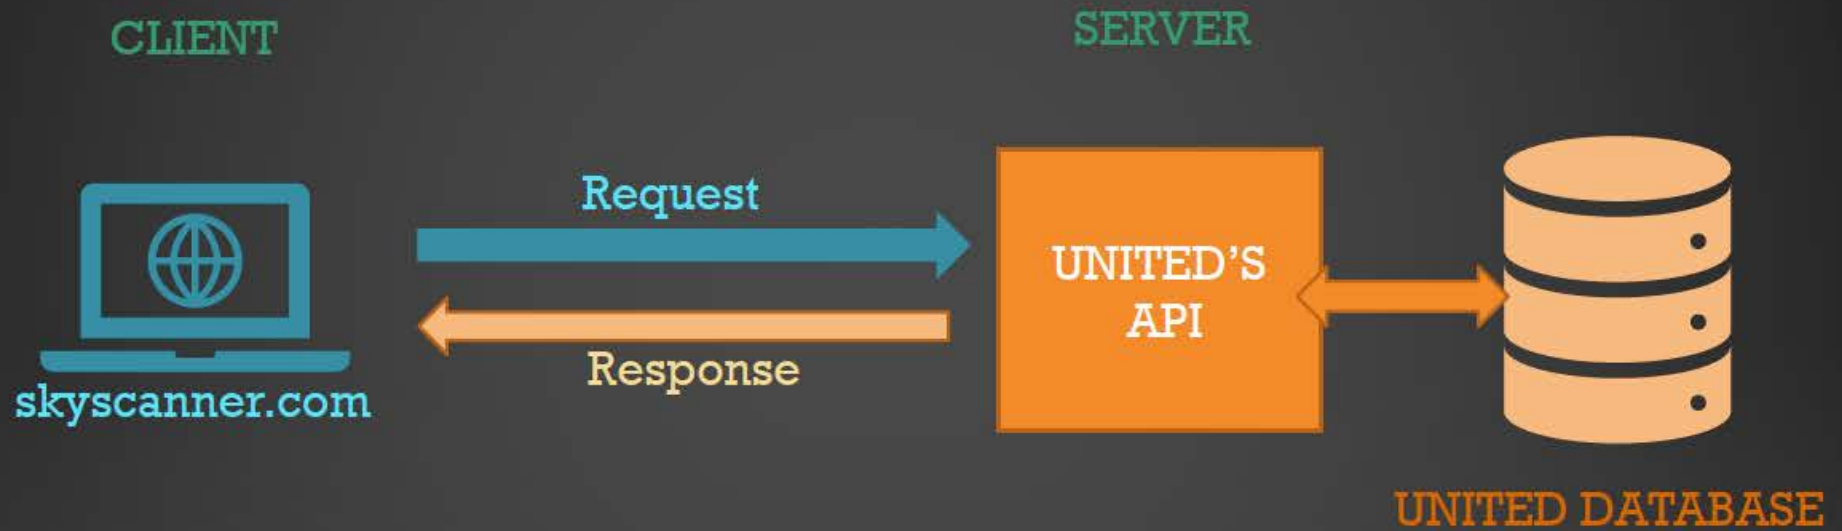 CLIENT
SERVER
Request
UNITED'S
API
Response
skyscanner.com
UNITED DATABASE